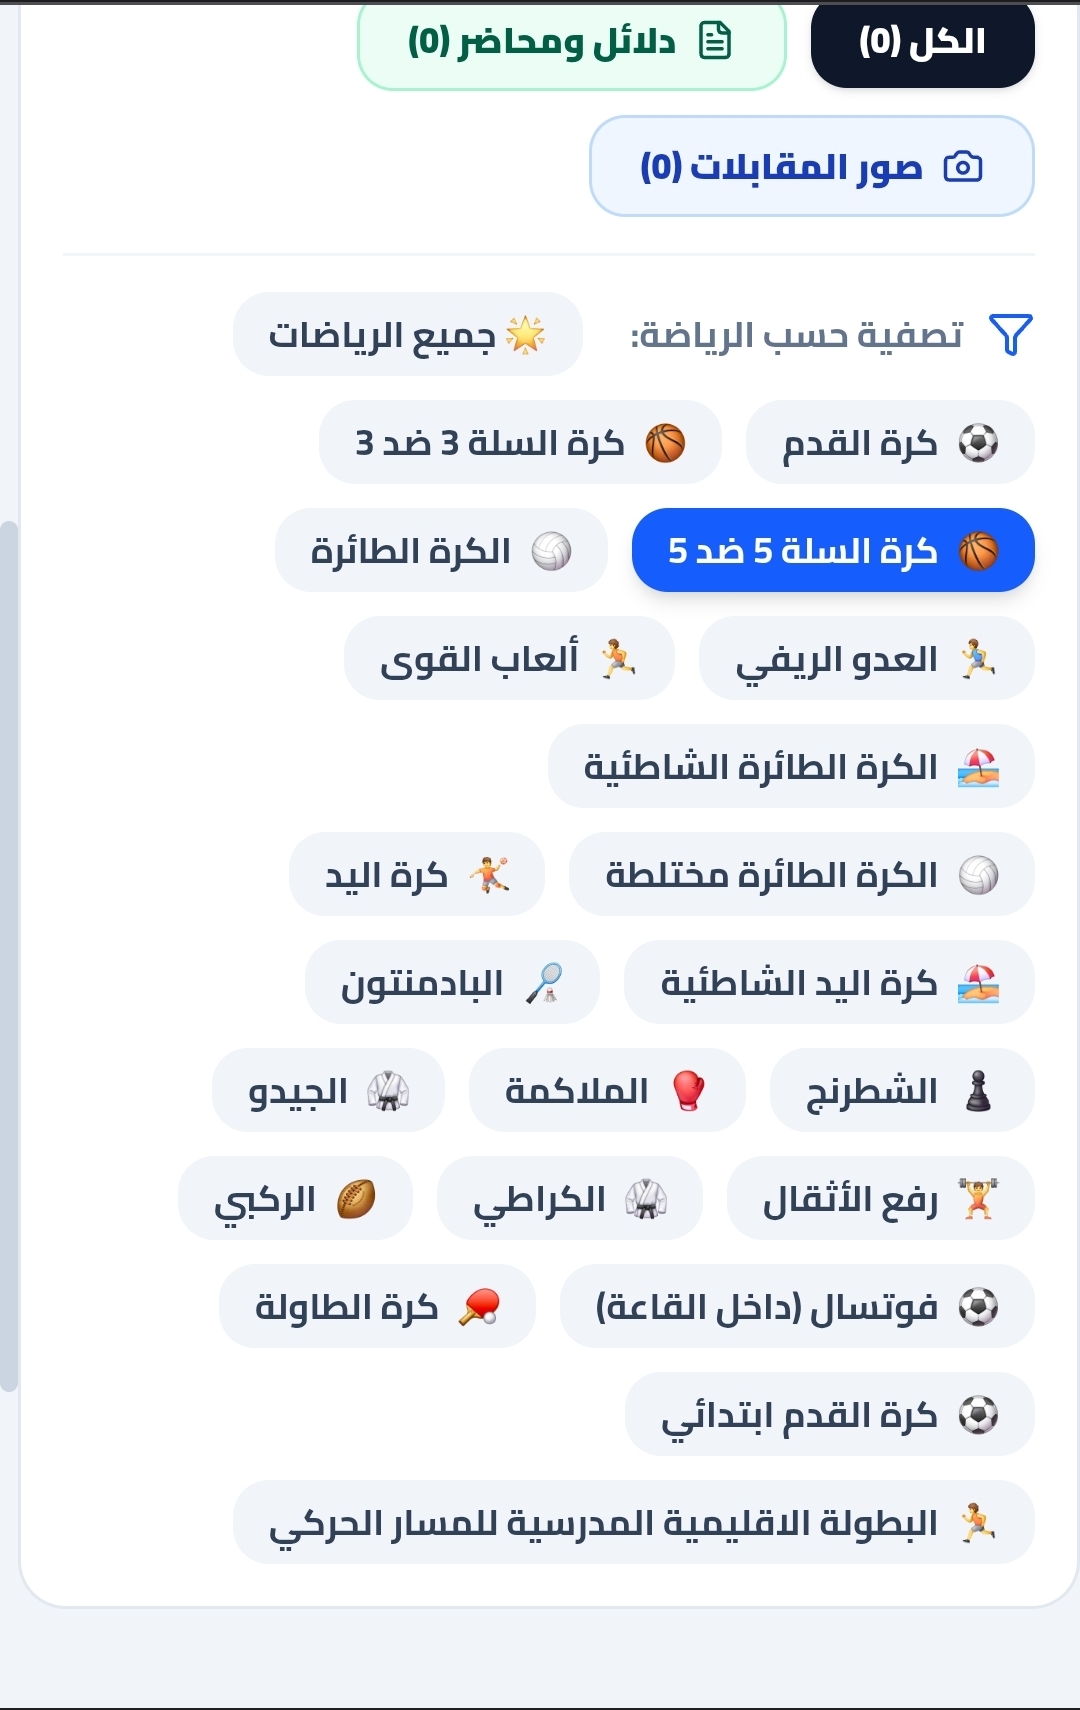 الكل (0) دلائل ومحاضر (0)
صور المقابلات (0)
تصفية حسب الرياضة: جميع الرياضات
كرة القدم كرة السلة 3 ضد 3
كرة السلة 5 ضد 5 الكرة الطائرة
العدو الريفي ألعاب القوى
الكرة الطائرة الشاطئية
الكرة الطائرة مختلطة كرة اليد
كرة اليد الشاطئية البادمنتون
الشطرنج الملاكمة الجيدو
رفع الأثقال الكراطي الركبي
فوتسال (داخل القاعة) كرة الطاولة
كرة القدم ابتدائي
البطولة الاقليمية المدرسية للمسار الحركي